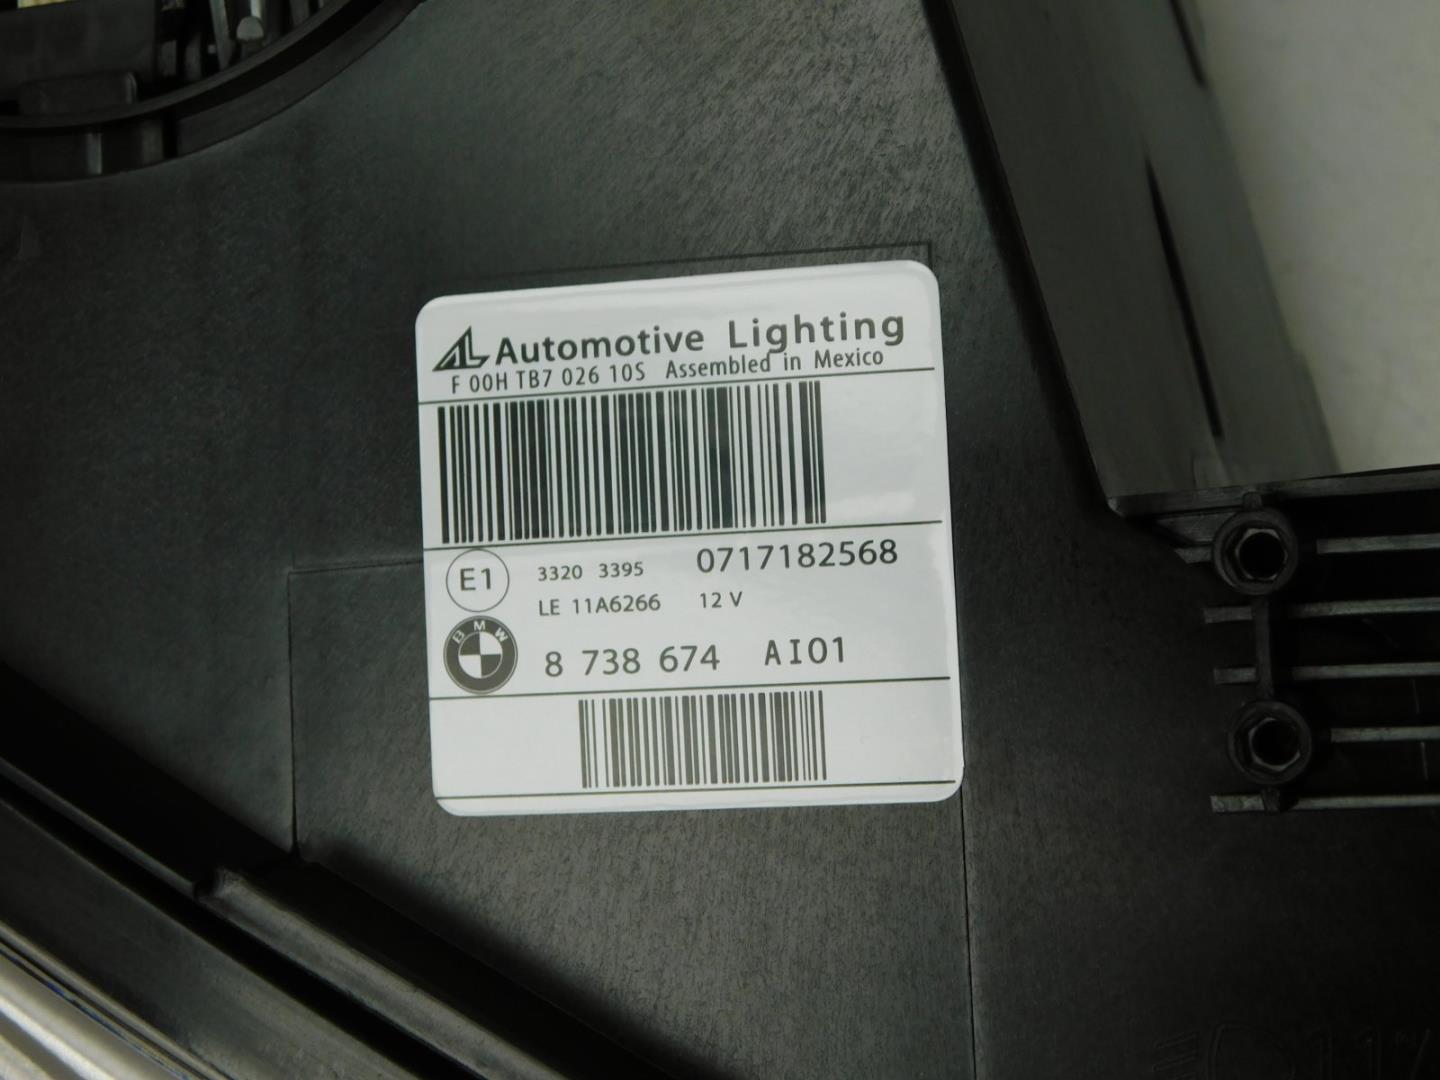 AL Automotive Lighting
F 00H TB7 026 10S Assembled in Mexico
E1 3320 3395 0717182568
LE 11A6266 12 V
BMW 8 738 674 AI01